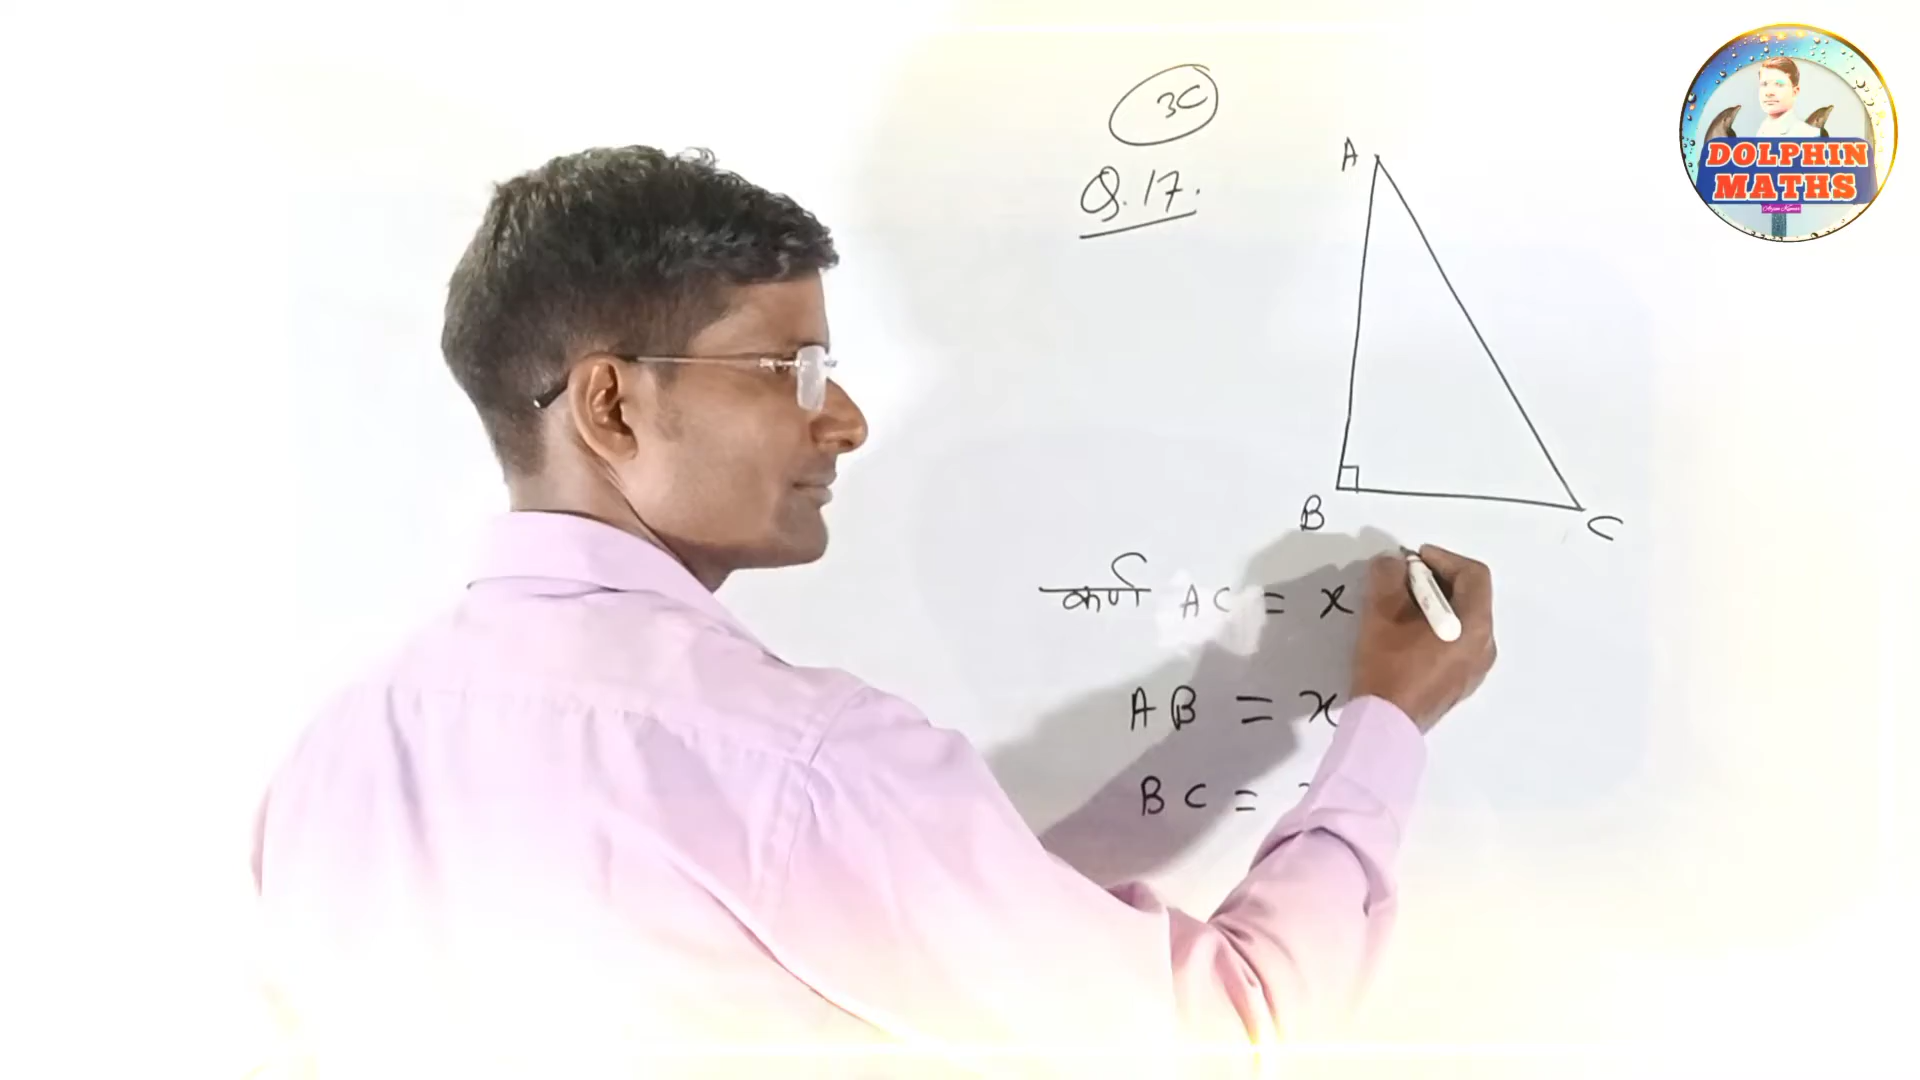 3C
Q.17.
A
B
C
कर्ण AC = x
AB = x
BC =
DOLPHIN
MATHS